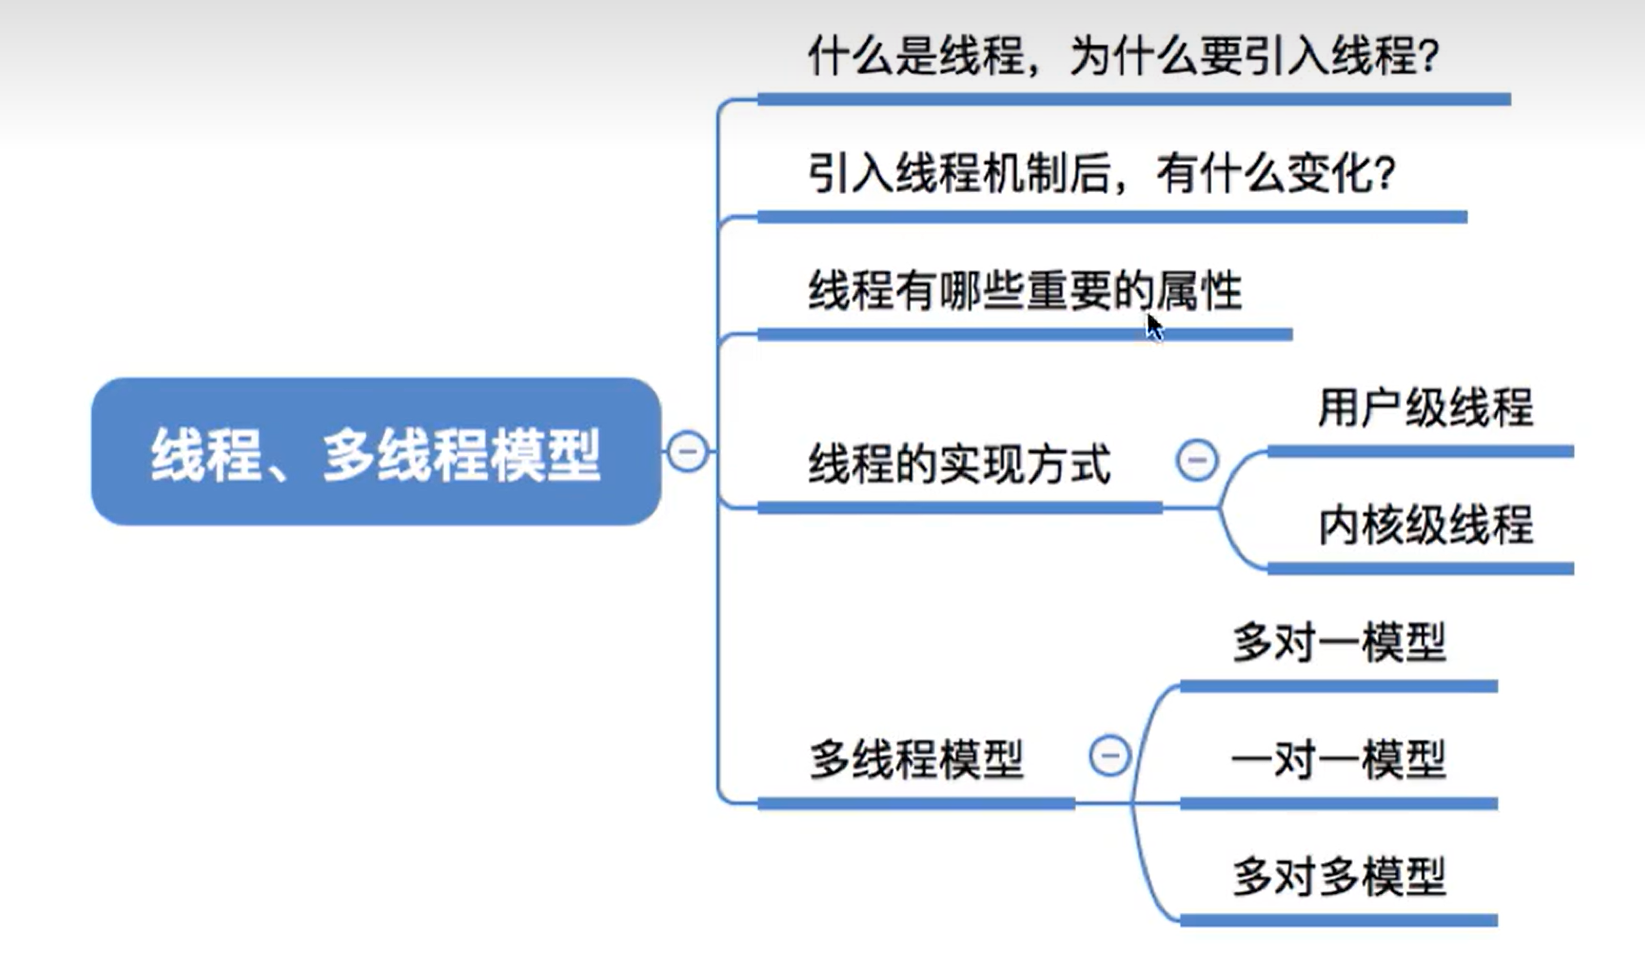 什么是线程，为什么要引入线程？
引入线程机制后，有什么变化？
线程有哪些重要的属性
线程、多线程模型
线程的实现方式
用户级线程
内核级线程
多线程模型
多对一模型
一对一模型
多对多模型